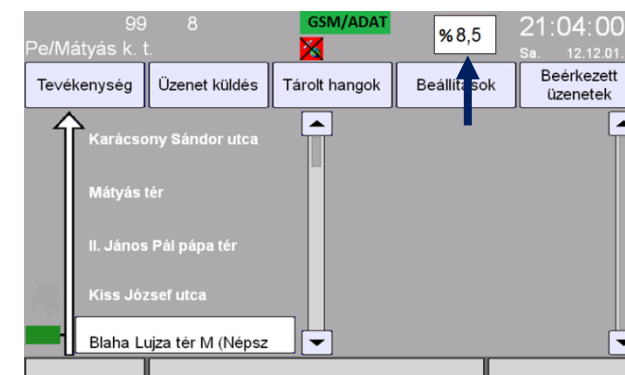 99 8 GSM/ADAT %8,5 21:04:00
Pe/Mátyás k. t. Sa. 12.12.01.
Tevékenység Üzenet küldés Tárolt hangok Beállítások Beérkezett
üzenetek
Karácsony Sándor utca
Mátyás tér
II. János Pál pápa tér
Kiss József utca
Blaha Lujza tér M (Népsz